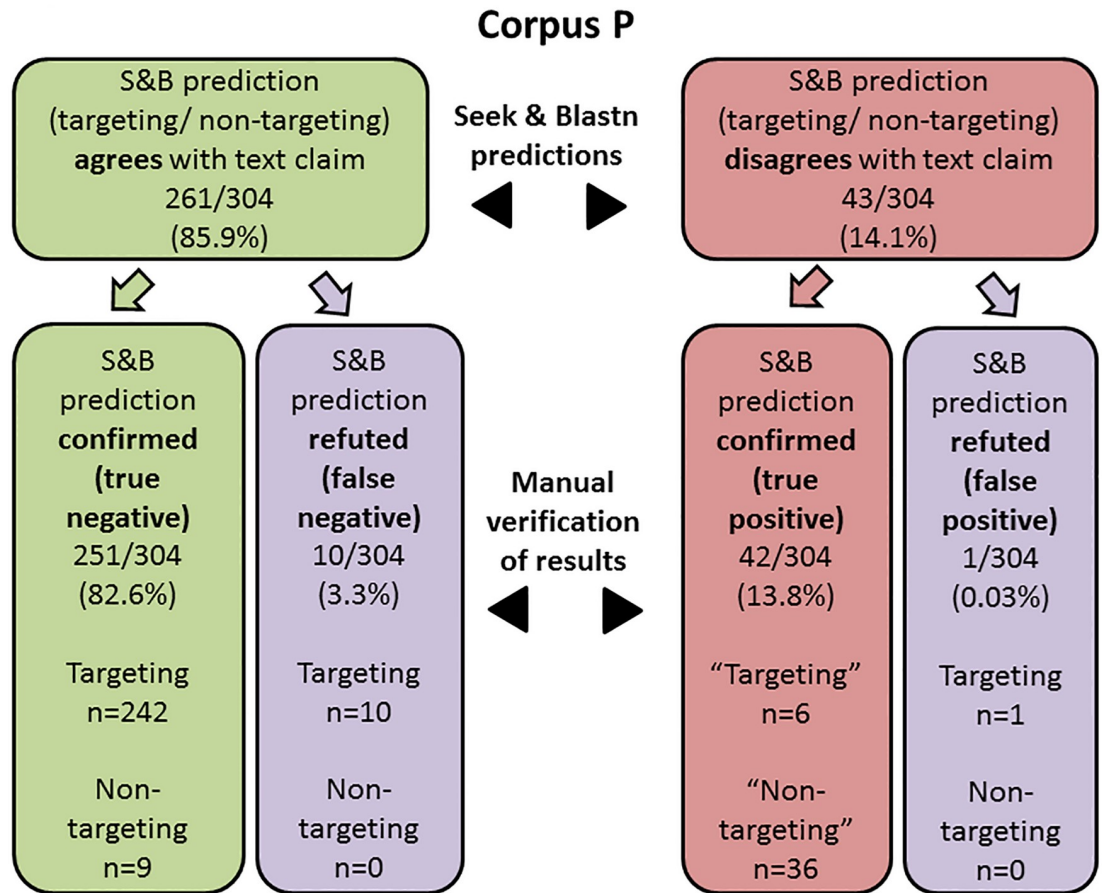 Corpus P
S&B prediction
(targeting/ non-targeting)
agrees with text claim
261/304
(85.9%)
Seek & Blastn
predictions
S&B prediction
(targeting/ non-targeting)
disagrees with text claim
43/304
(14.1%)
S&B
prediction
confirmed
(true
negative)
251/304
(82.6%)
Targeting
n=242
Non-
targeting
n=9
S&B
prediction
refuted
(false
negative)
10/304
(3.3%)
Targeting
n=10
Non-
targeting
n=0
Manual
verification
of results
S&B
prediction
confirmed
(true
positive)
42/304
(13.8%)
“Targeting”
n=6
“Non-
targeting”
n=36
S&B
prediction
refuted
(false
positive)
1/304
(0.03%)
Targeting
n=1
Non-
targeting
n=0